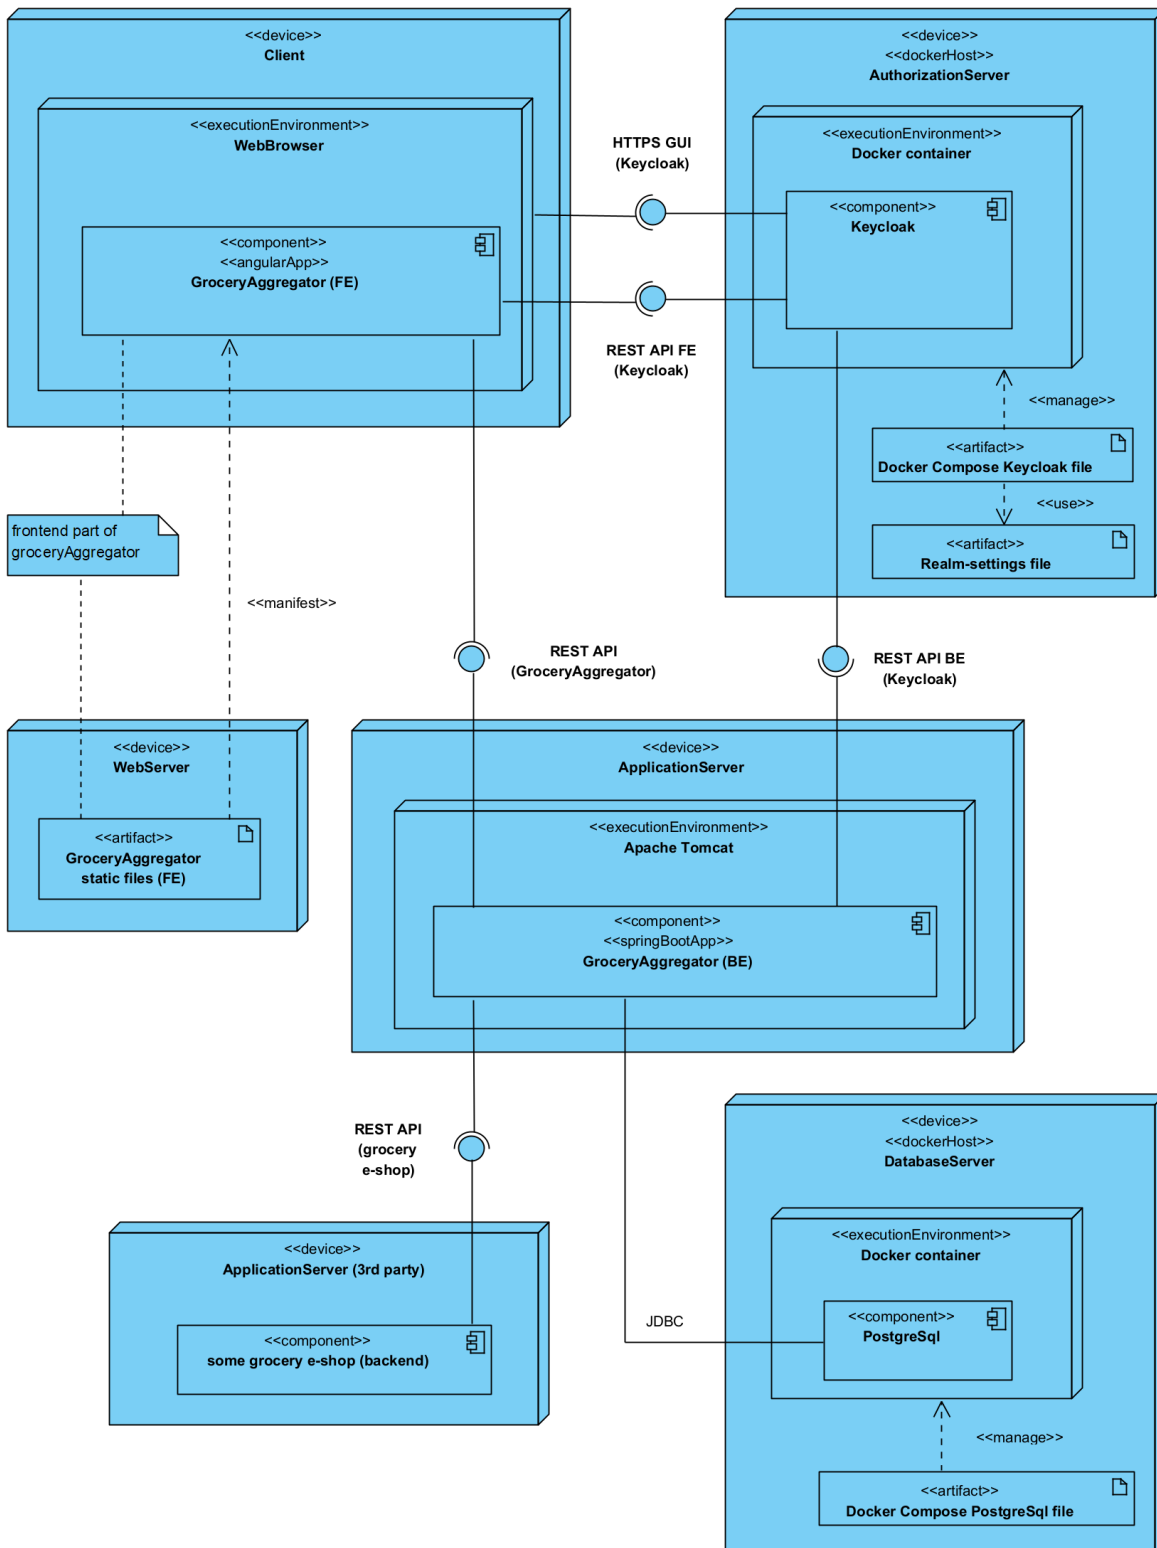 <<device>>
Client
<<executionEnvironment>>
WebBrowser
<<component>>
<<angularApp>>
GroceryAggregator (FE)
HTTPS GUI
(Keycloak)
REST API FE
(Keycloak)
<<device>>
<<dockerHost>>
AuthorizationServer
<<executionEnvironment>>
Docker container
<<component>>
Keycloak
<<manage>>
<<artifact>>
Docker Compose Keycloak file
<<use>>
<<artifact>>
Realm-settings file
frontend part of
groceryAggregator
<<manifest>>
REST API
(GroceryAggregator)
REST API BE
(Keycloak)
<<device>>
WebServer
<<artifact>>
GroceryAggregator
static files (FE)
<<device>>
ApplicationServer
<<executionEnvironment>>
Apache Tomcat
<<component>>
<<springBootApp>>
GroceryAggregator (BE)
REST API
(grocery
e-shop)
<<device>>
ApplicationServer (3rd party)
<<component>>
some grocery e-shop (backend)
JDBC
<<device>>
<<dockerHost>>
DatabaseServer
<<executionEnvironment>>
Docker container
<<component>>
PostgreSql
<<manage>>
<<artifact>>
Docker Compose PostgreSql file